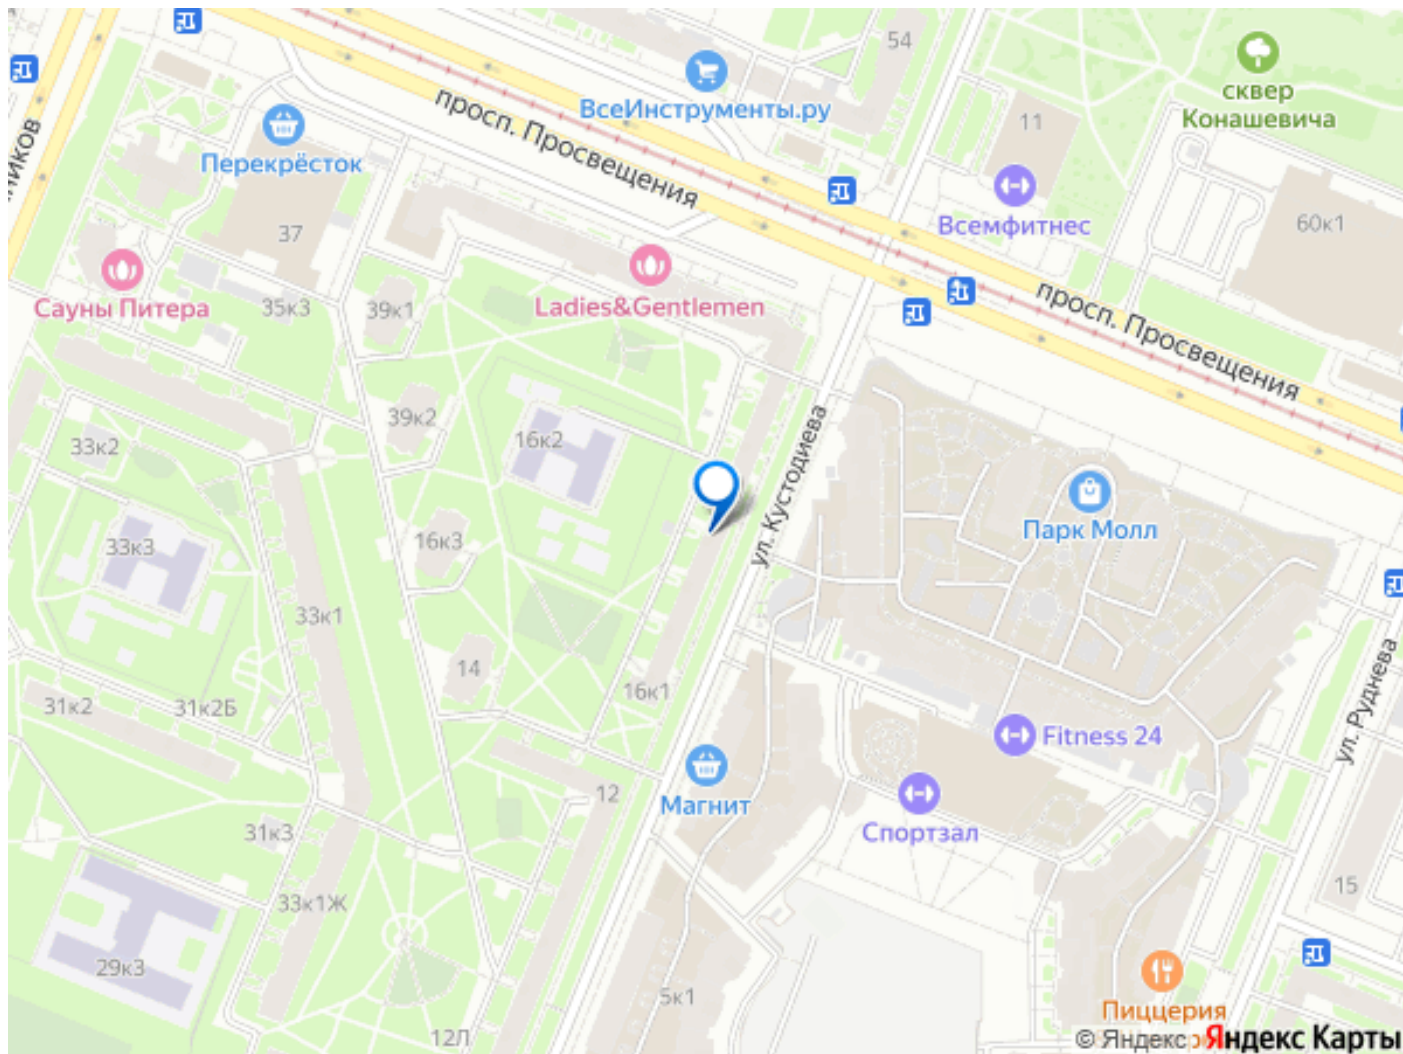 54
ВсеИнструменты.ру
сквер
Конашевича
11
просп. Просвещения
Перекрёсток
Всемфитнес
60к1
37
Сауны Питера
35к3
39к1
Ladies&Gentlemen
просп. Просвещения
39к2
16к2
33к2
ул. Кустодиева
Парк Молл
33к3
16к3
33к1
14
16к1
31к2
31к2Б
ул. Руднева
Fitness 24
12
Магнит
31к3
Спортзал
15
33к1Ж
29к3
5к1
Пиццерия
12Л
© Яндекс
Яндекс Карты